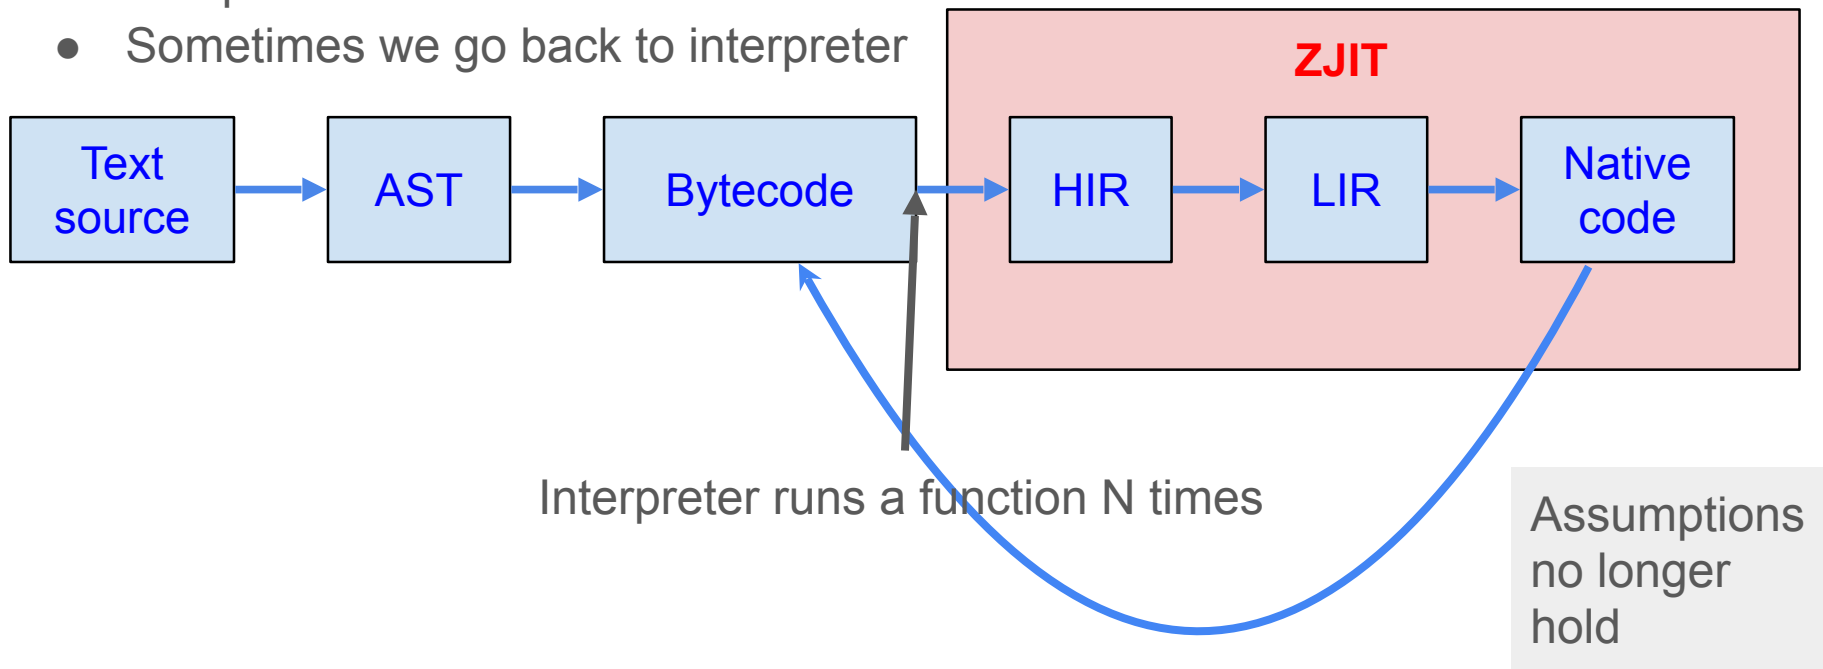 ● Sometimes we go back to interpreter
ZJIT
Text
source
AST
Bytecode
HIR
LIR
Native
code
Interpreter runs a function N times
Assumptions
no longer
hold